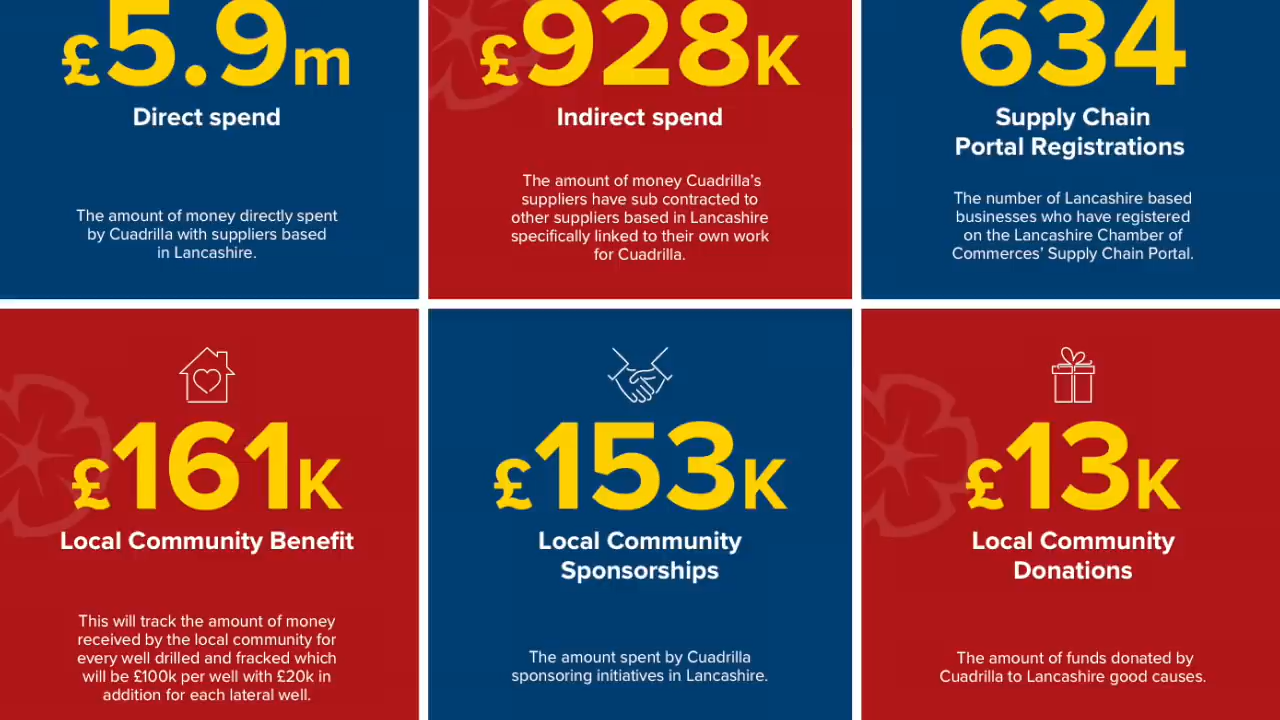 £5.9m
Direct spend
The amount of money directly spent
by Cuadrilla with suppliers based
in Lancashire.
£928K
Indirect spend
The amount of money Cuadrilla's
suppliers have sub contracted to
other suppliers based in Lancashire
specifically linked to their own work
for Cuadrilla.
634
Supply Chain
Portal Registrations
The number of Lancashire based
businesses who have registered
on the Lancashire Chamber of
Commerces' Supply Chain Portal.
£161K
Local Community Benefit
This will track the amount of money
received by the local community for
every well drilled and fracked which
will be £100k per well with £20k in
addition for each lateral well.
£153K
Local Community
Sponsorships
The amount spent by Cuadrilla
sponsoring initiatives in Lancashire.
£13K
Local Community
Donations
The amount of funds donated by
Cuadrilla to Lancashire good causes.